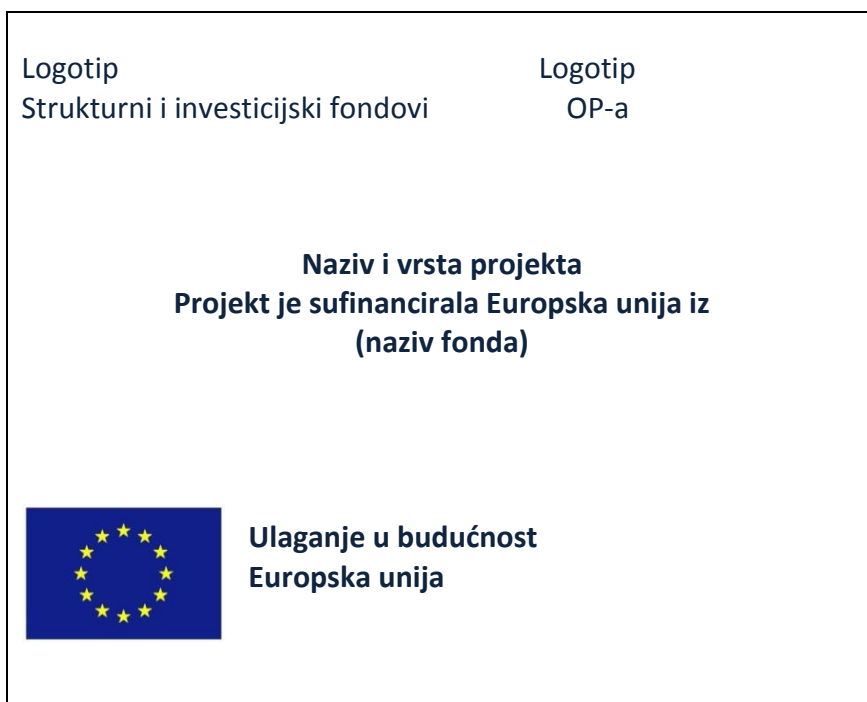 Logotip
Logotip
Strukturni i investicijski fondovi
OP-a
Naziv i vrsta projekta
Projekt je sufinancirala Europska unija iz
(naziv fonda)
Ulaganje u budućnost
Europska unija